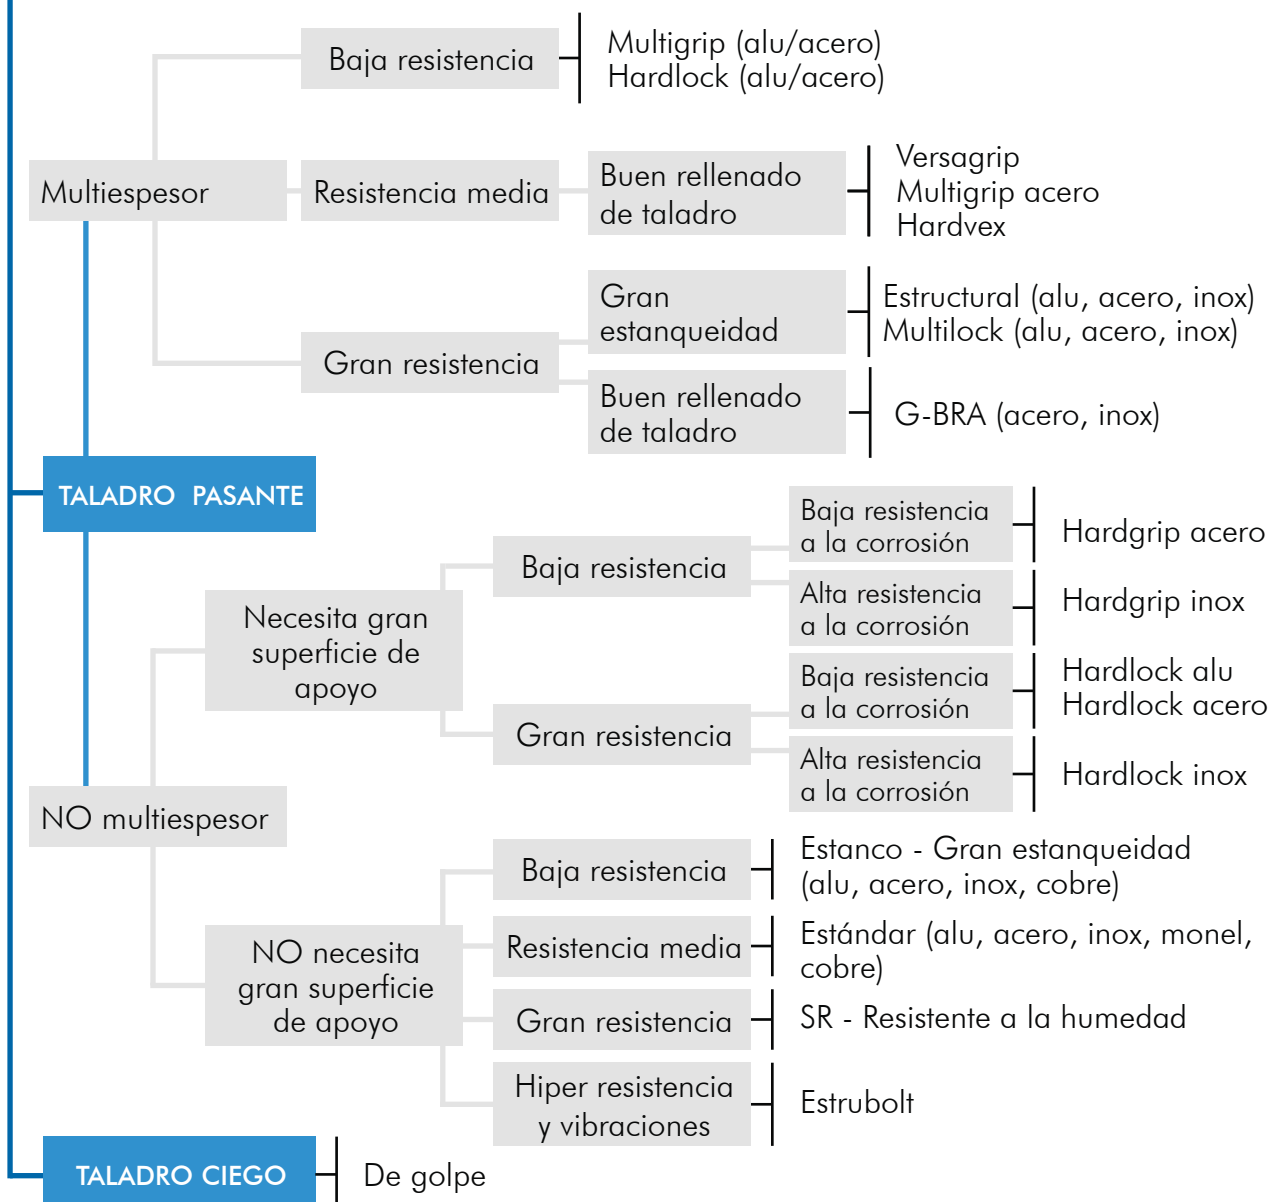 Baja resistencia
Multigrip (alu/acero)
Hardlock (alu/acero)
Multiespesor
Resistencia media
Buen rellenado
de taladro
Versagrip
Multigrip acero
Hardvex
Gran resistencia
Gran
estanqueidad
Estructural (alu, acero, inox)
Multilock (alu, acero, inox)
Buen rellenado
de taladro
G-BRA (acero, inox)
TALADRO PASANTE
Necesita gran
superficie de
apoyo
Baja resistencia
Baja resistencia
a la corrosión
Hardgrip acero
Alta resistencia
a la corrosión
Hardgrip inox
Gran resistencia
Baja resistencia
a la corrosión
Hardlock alu
Hardlock acero
Alta resistencia
a la corrosión
Hardlock inox
NO multiespesor
NO necesita
gran superficie
de apoyo
Baja resistencia
Estanco - Gran estanqueidad
(alu, acero, inox, cobre)
Resistencia media
Estándar (alu, acero, inox, monel,
cobre)
Gran resistencia
SR - Resistente a la humedad
Hiper resistencia
y vibraciones
Estrubolt
TALADRO CIEGO
De golpe